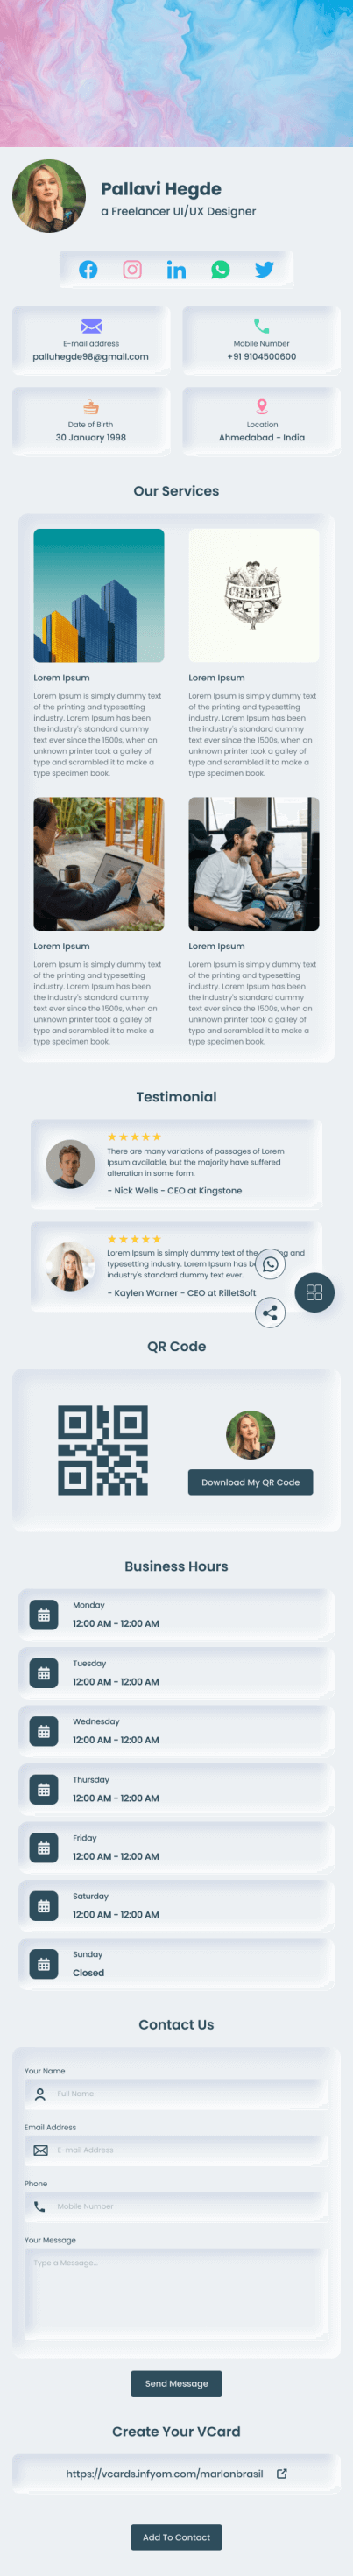 Pallavi Hegde
a Freelancer UI/UX Designer
E-mail address
palluhegde98@gmail.com
Mobile Number
+91 9104500600
Date of Birth
30 January 1998
Location
Ahmedabad - India
Our Services
CHARITY
Lorem Ipsum
Lorem Ipsum is simply dummy text
of the printing and typesetting
industry. Lorem Ipsum has been
the industry's standard dummy
text ever since the 1500s, when an
unknown printer took a galley of
type and scrambled it to make a
type specimen book.
Lorem Ipsum
Lorem Ipsum is simply dummy text
of the printing and typesetting
industry. Lorem Ipsum has been
the industry's standard dummy
text ever since the 1500s, when an
unknown printer took a galley of
type and scrambled it to make a
type specimen book.
Lorem Ipsum
Lorem Ipsum is simply dummy text
of the printing and typesetting
industry. Lorem Ipsum has been
the industry's standard dummy
text ever since the 1500s, when an
unknown printer took a galley of
type and scrambled it to make a
type specimen book.
Lorem Ipsum
Lorem Ipsum is simply dummy text
of the printing and typesetting
industry. Lorem Ipsum has been
the industry's standard dummy
text ever since the 1500s, when an
unknown printer took a galley of
type and scrambled it to make a
type specimen book.
Testimonial
There are many variations of passages of Lorem
Ipsum available, but the majority have suffered
alteration in some form.
- Nick Wells - CEO at Kingstone
Lorem Ipsum is simply dummy text of the ng and
typesetting industry. Lorem Ipsum has
industry's standard dummy text ever.
- Kaylen Warner - CEO at RilletSoft
QR Code
Download My QR Code
Business Hours
Monday
12:00 AM - 12:00 AM
Tuesday
12:00 AM - 12:00 AM
Wednesday
12:00 AM - 12:00 AM
Thursday
12:00 AM - 12:00 AM
Friday
12:00 AM - 12:00 AM
Saturday
12:00 AM - 12:00 AM
Sunday
Closed
Contact Us
Your Name
Full Name
Email Address
E-mail Address
Phone
Mobile Number
Your Message
Type a Message...
Send Message
Create Your VCard
https://vcards.infyom.com/marlonbrasil
Add To Contact